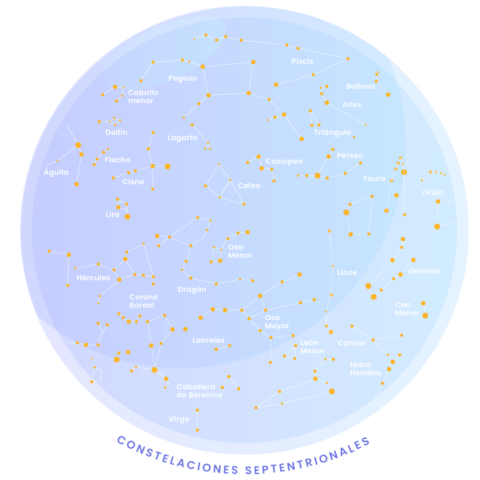 Piscis
Pegaso
Ballena
Caballo
menor
Aries
Delfín
Triángulo
Lagarto
Perseo
Flecha
Casiopea
Águila
Tauro
Cisne
Cefeo
Orión
Lira
Osa
Menor
Lince
Géminis
Hércules
Dragón
Corona
Boreal
Can
Menor
Osa
Mayor
Lebreles
León
Menor
Cáncer
Hidra
Hembra
Cabellera
de Berenice
Virgo
CONSTELACIONES SEPTENTRIONALES